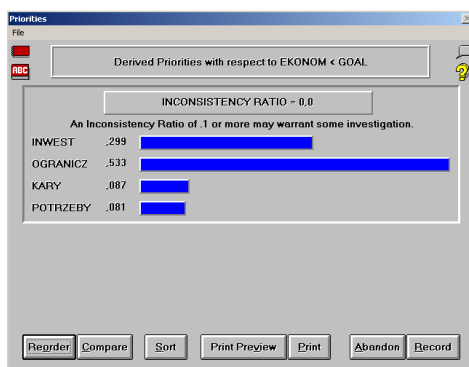 Priorities
File
ABC
Derived Priorities with respect to EKONOM < GOAL
INCONSISTENCY RATIO = 0,0
An Inconsistency Ratio of .1 or more may warrant some investigation.
INWEST ,299
OGRANICZ ,533
KARY ,087
POTRZEBY ,081
Reorder Compare Sort Print Preview Print Abandon Record